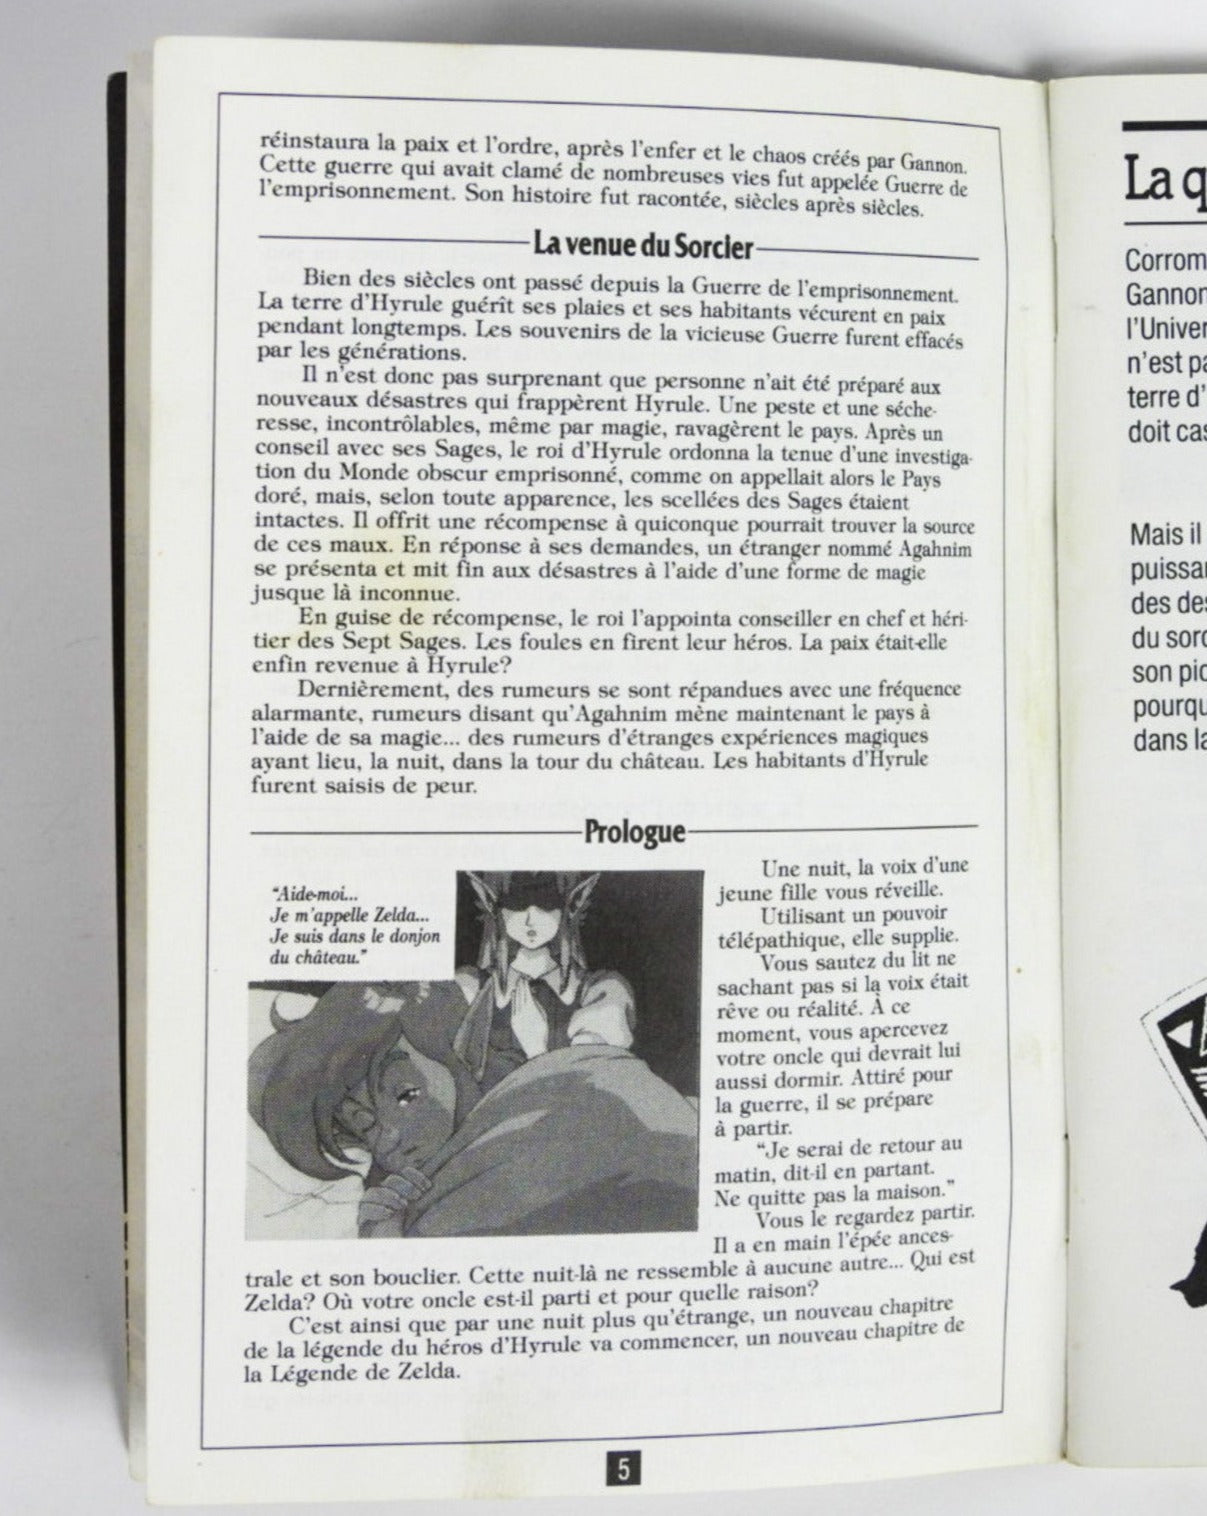 réinstaura la paix et l'ordre, après l'enfer et le chaos créés par Gannon.
Cette guerre qui avait clamé de nombreuses vies fut appelée Guerre de
l'emprisonnement. Son histoire fut racontée, siècles après siècles.
La venue du Sorcier
Bien des siècles ont passé depuis la Guerre de l'emprisonnement.
La terre d'Hyrule guérît ses plaies et ses habitants vécurent en paix
pendant longtemps. Les souvenirs de la vicieuse Guerre furent effacés
par les générations.
Il n'est donc pas surprenant que personne n'ait été préparé aux
nouveaux désastres qui frappèrent Hyrule. Une peste et une séche-
resse, incontrôlables, même par magie, ravagèrent le pays. Après un
conseil avec ses Sages, le roi d'Hyrule ordonna la tenue d'une investiga-
tion du Monde obscur emprisonné, comme on appellait alors le Pays
doré, mais, selon toute apparence, les scellées des Sages étaient
intactes. Il offrit une récompense à quiconque pourrait trouver la source
de ces maux. En réponse à ses demandes, un étranger nommé Agahnim
se présenta et mit fin aux désastres à l'aide d'une forme de magie
jusque là inconnue.
En guise de récompense, le roi l'appointa conseiller en chef et héri-
tier des Sept Sages. Les foules en firent leur héros. La paix était-elle
enfin revenue à Hyrule?
Dernièrement, des rumeurs se sont répandues avec une fréquence
alarmante, rumeurs disant qu'Agahnim mène maintenant le pays à
l'aide de sa magie... des rumeurs d'étranges expériences magiques
ayant lieu, la nuit, dans la tour du château. Les habitants d'Hyrule
furent saisis de peur.
Prologue
"Aide-moi...
Je m'appelle Zelda...
Je suis dans le donjon
du château."
Une nuit, la voix d'une
jeune fille vous réveille.
Utilisant un pouvoir
télépathique, elle supplie.
Vous sautez du lit ne
sachant pas si la voix était
rêve ou réalité. À ce
moment, vous apercevez
votre oncle qui devrait lui
aussi dormir. Attiré pour
la guerre, il se prépare
à partir.
"Je serai de retour au
matin, dit-il en partant.
Ne quitte pas la maison."
Vous le regardez partir.
Il a en main l'épée ances-
trale et son bouclier. Cette nuit-là ne ressemble à aucune autre... Qui est
Zelda? Où votre oncle est-il parti et pour quelle raison?
C'est ainsi que par une nuit plus qu'étrange, un nouveau chapitre
de la légende du héros d'Hyrule va commencer, un nouveau chapitre de
la Légende de Zelda.
5
La q
Corrom
Gannon
l'Univer
n'est pa
terre d'
doit cas
Mais il
puissan
des des
du sorc
son pio
pourqu
dans la